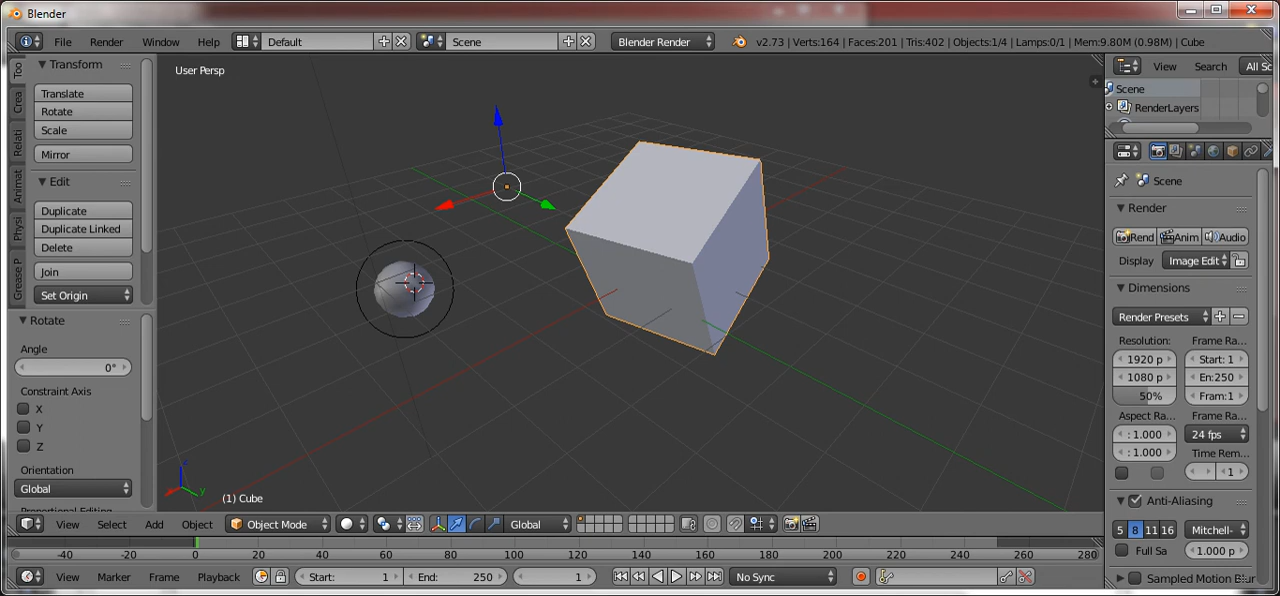 Blender
File Render Window Help Default Scene Blender Render v2.73 | Verts:164 | Faces:201 | Tris:402 | Objects:1/4 | Lamps:0/1 | Mem:9.80M (0.98M) | Cube
Too
Crea
Relati
Animat
Physi
Grease P
Transform
Translate
Rotate
Scale
Mirror
Edit
Duplicate
Duplicate Linked
Delete
Join
Set Origin
Rotate
Angle
0°
Constraint Axis
X
Y
Z
Orientation
Global
User Persp
z
y
(1) Cube
View Search All Sc
Scene
RenderLayers
Scene
Render
Rend Anim Audio
Display Image Edit
Dimensions
Render Presets
Resolution: Frame Ra...
1920 p Start: 1
1080 p En:250
50% Fram:1
Aspect Ra... Frame Ra...
: 1.000 24 fps
: 1.000 Time Rem...
1
Anti-Aliasing
5 8 11 16 Mitchell-
Full Sa 1.000 p
Sampled Motion Blur
View Select Add Object Object Mode Global
-40 -20 0 20 40 60 80 100 120 140 160 180 200 220 240 260 280
View Marker Frame Playback Start: 1 End: 250 1 No Sync